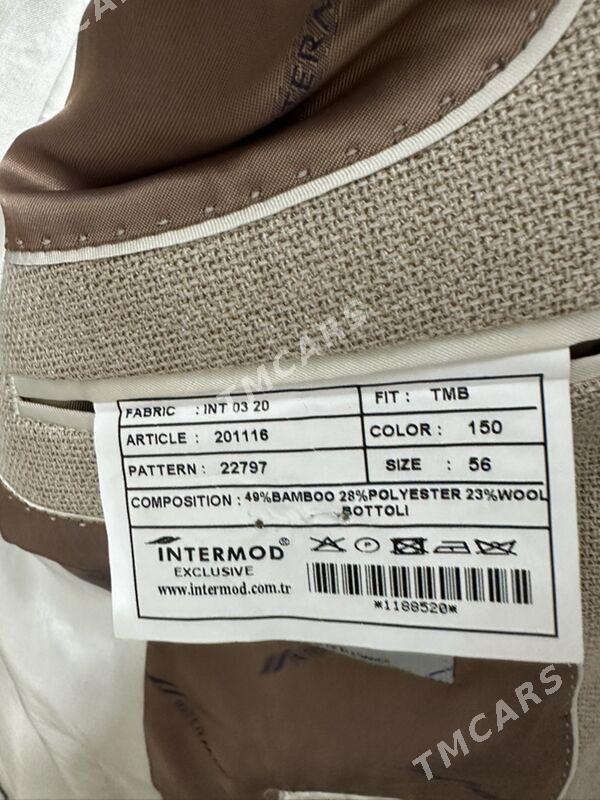 TMCARS
TERM
TMCARS
FABRIC : INT 03 20
FIT : TMB
ARTICLE : 201116
COLOR : 150
PATTERN : 22797
SIZE : 56
COMPOSITION : 49%BAMBOO 28%POLYESTER 23%WOOL
BOTTOLI
INTERMOD®
EXCLUSIVE
www.intermod.com.tr
*1188520*
TMCARS